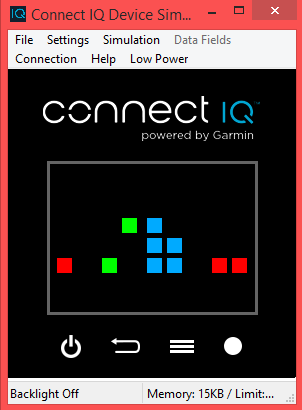 IQ Connect IQ Device Sim...
File Settings Simulation Data Fields
Connection Help Low Power
connect IQ™
powered by Garmin
Backlight Off Memory: 15KB / Limit:...